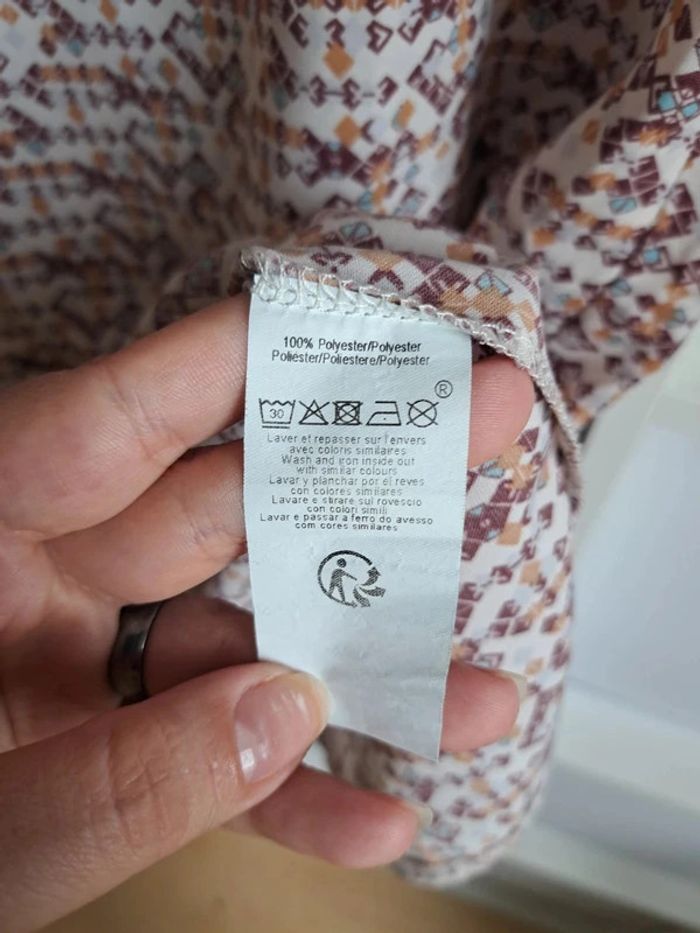 100% Polyester/Polyester
Poliéster/Poliestere/Polyester
®
30
Laver et repasser sur l'envers
avec coloris similaires
Wash and iron inside out
with similar colours
Lavar y planchar por el reves
con colores similares
Lavare e stirare sul rovescio
con colori simili
Lavar e passar a ferro do avesso
com cores similares